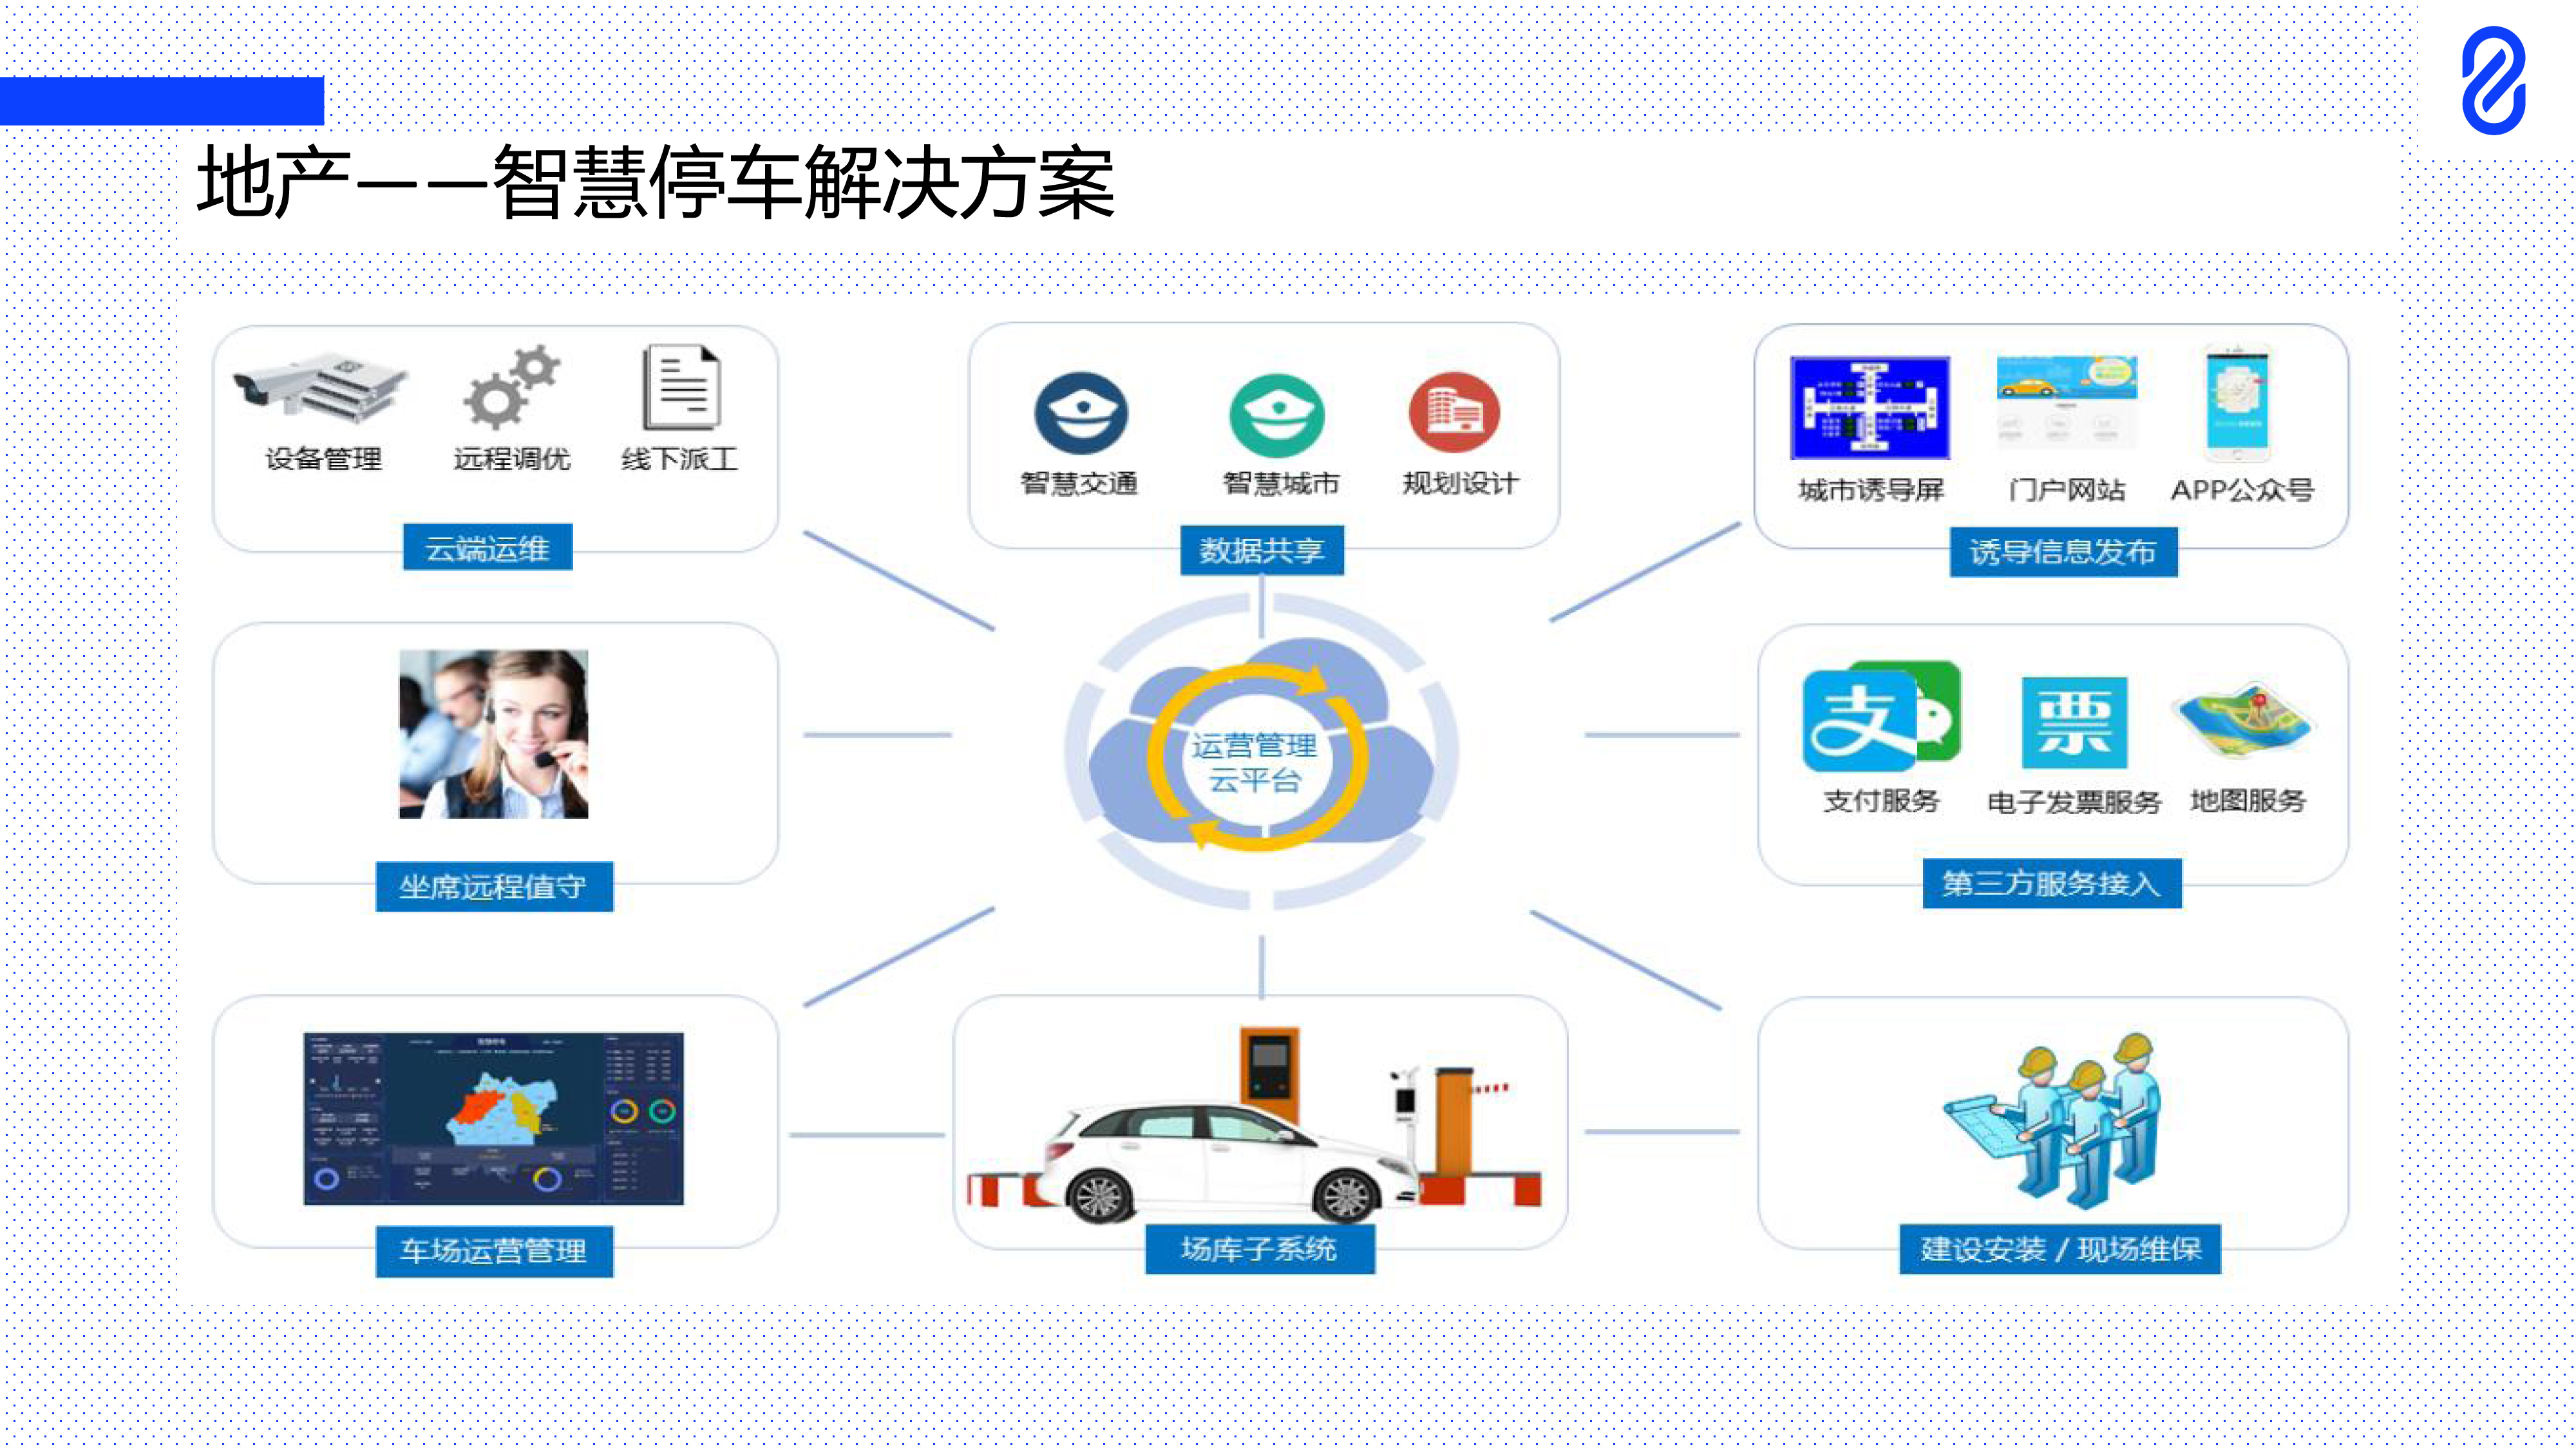 地产——智慧停车解决方案
设备管理 远程调优 线下派工
云端运维
智慧交通 智慧城市 规划设计
数据共享
城市诱导屏 门户网站 APP公众号
诱导信息发布
坐席远程值守
运营管理
云平台
支
票
支付服务 电子发票服务 地图服务
第三方服务接入
车场运营管理
场库子系统
建设安装 / 现场维保